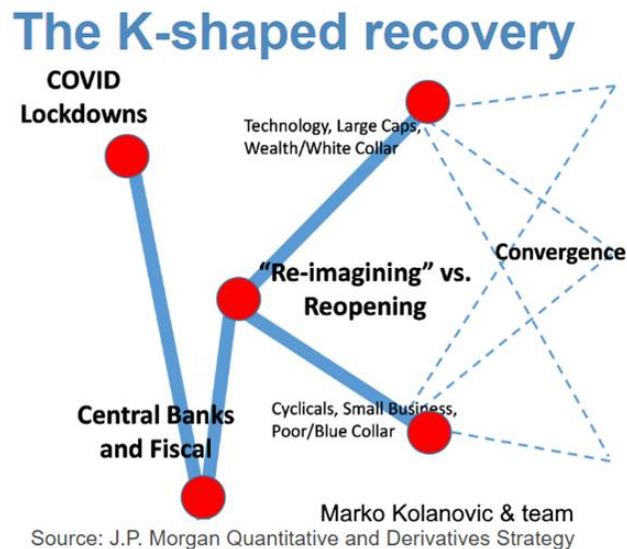 The K-shaped recovery
COVID
Lockdowns
Technology, Large Caps,
Wealth/White Collar
Convergence
“Re-imagining” vs.
Reopening
Central Banks
and Fiscal
Cyclicals, Small Business,
Poor/Blue Collar
Marko Kolanovic & team
Source: J.P. Morgan Quantitative and Derivatives Strategy